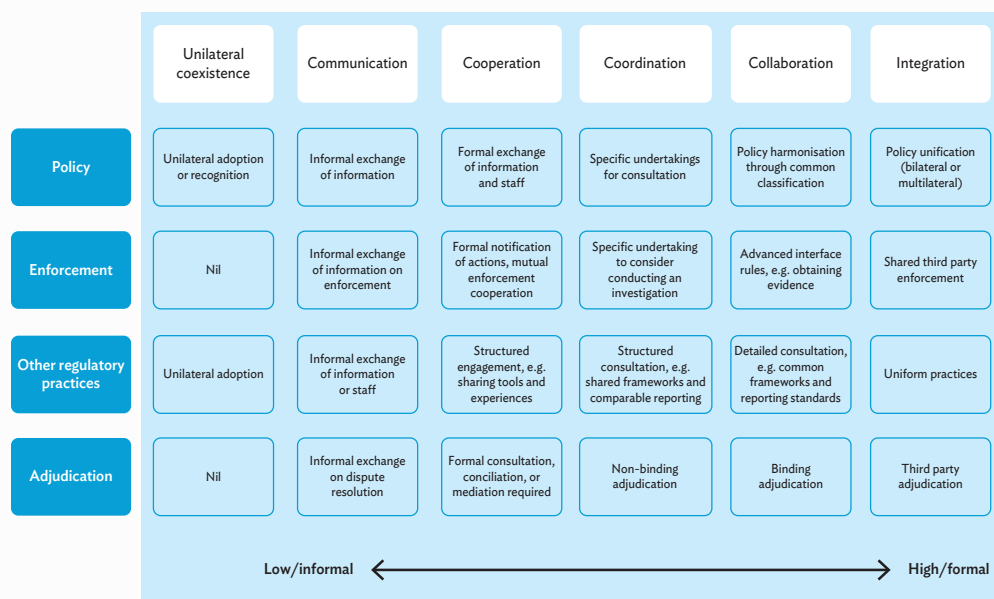 Unilateral
coexistence
Communication
Cooperation
Coordination
Collaboration
Integration
Policy
Unilateral adoption
or recognition
Informal exchange
of information
Formal exchange
of information
and staff
Specific undertakings
for consultation
Policy harmonisation
through common
classification
Policy unification
(bilateral or
multilateral)
Enforcement
Nil
Informal exchange
of information on
enforcement
Formal notification
of actions, mutual
enforcement
cooperation
Specific undertaking
to consider
conducting an
investigation
Advanced interface
rules, e.g. obtaining
evidence
Shared third party
enforcement
Other regulatory
practices
Unilateral adoption
Informal exchange
of information
or staff
Structured
engagement, e.g.
sharing tools and
experiences
Structured
consultation, e.g.
shared frameworks and
comparable reporting
Detailed consultation,
e.g. common
frameworks and
reporting standards
Uniform practices
Adjudication
Nil
Informal exchange
on dispute
resolution
Formal consultation,
conciliation, or
mediation required
Non-binding
adjudication
Binding
adjudication
Third party
adjudication
Low/informal
High/formal